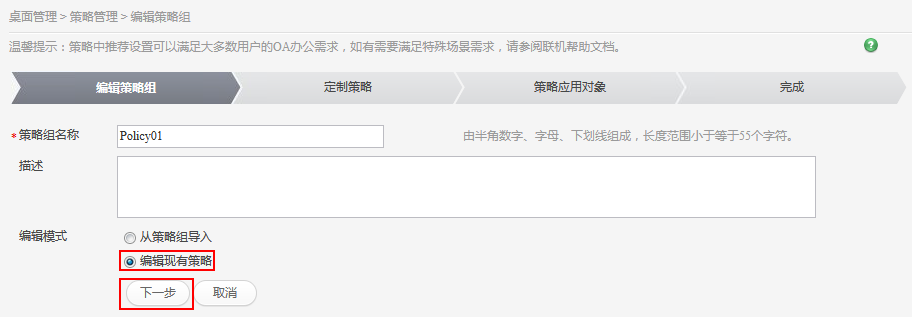 桌面管理 > 策略管理 > 编辑策略组
温馨提示：策略中推荐设置可以满足大多数用户的OA办公需求，如有需要满足特殊场景需求，请参阅联机帮助文档。
?
编辑策略组 定制策略 策略应用对象 完成
* 策略组名称 Policy01 由半角数字、字母、下划线组成，长度范围小于等于55个字符。
描述
编辑模式 从策略组导入
编辑现有策略
下一步 取消